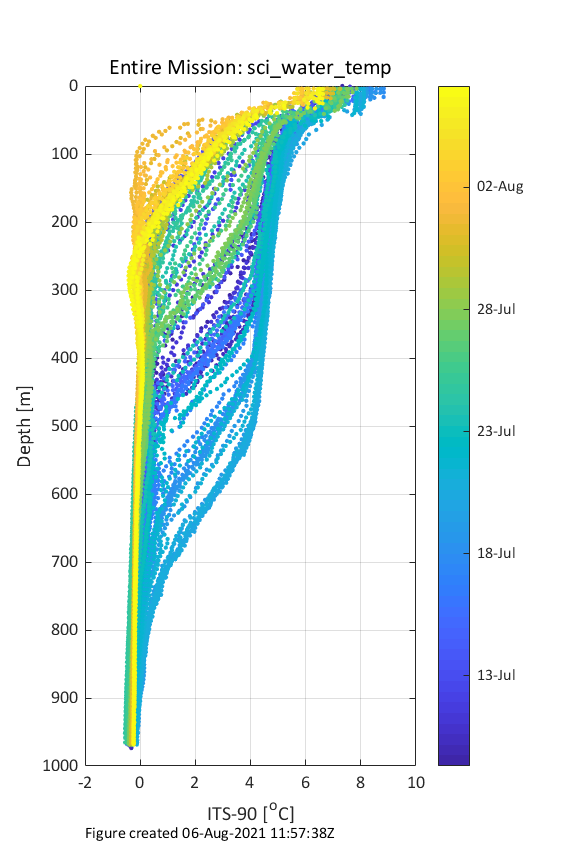 Entire Mission: sci_water_temp
0
100
200
300
400
500
600
700
800
900
1000
Depth [m]
-2
0
2
4
6
8
10
ITS-90 [°C]
02-Aug
28-Jul
23-Jul
18-Jul
13-Jul
Figure created 06-Aug-2021 11:57:38Z